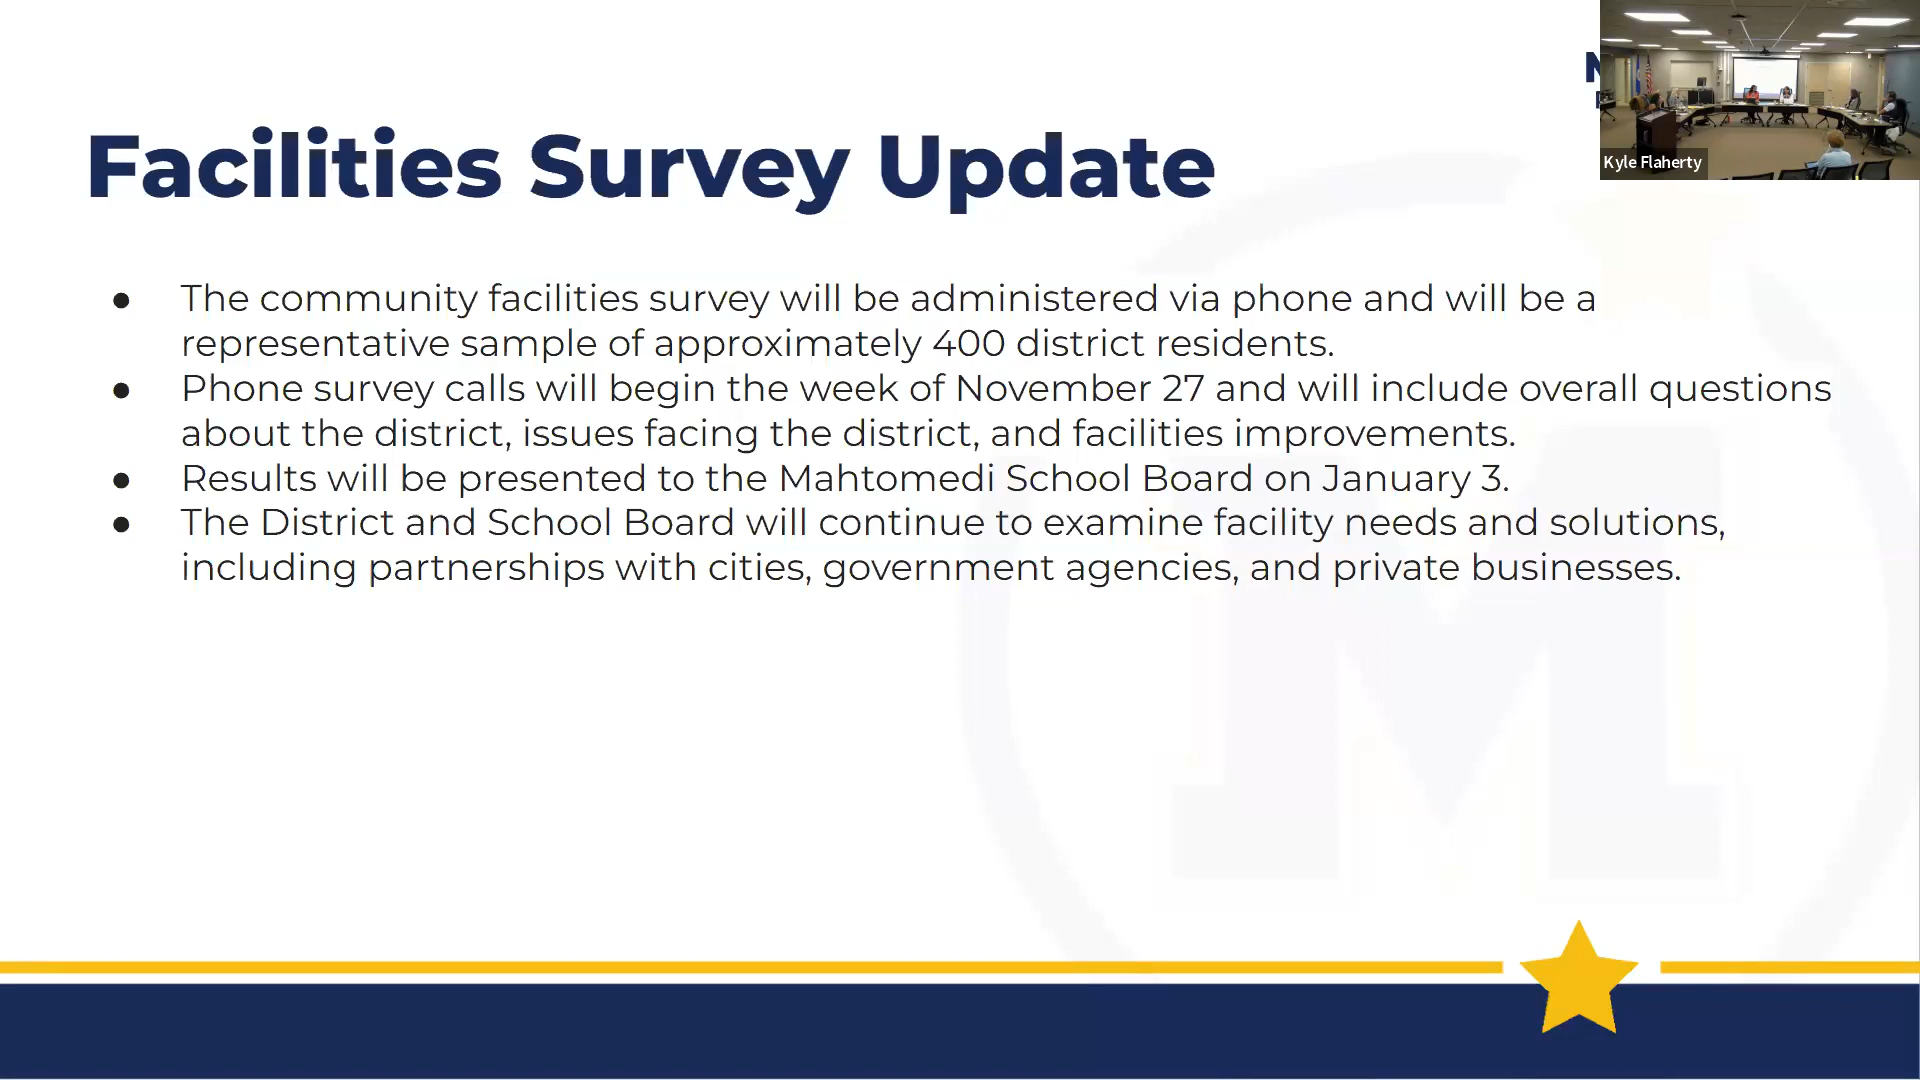 Facilities Survey Update
Kyle Flaherty
● The community facilities survey will be administered via phone and will be a
representative sample of approximately 400 district residents.
● Phone survey calls will begin the week of November 27 and will include overall questions
about the district, issues facing the district, and facilities improvements.
● Results will be presented to the Mahtomedi School Board on January 3.
● The District and School Board will continue to examine facility needs and solutions,
including partnerships with cities, government agencies, and private businesses.
M